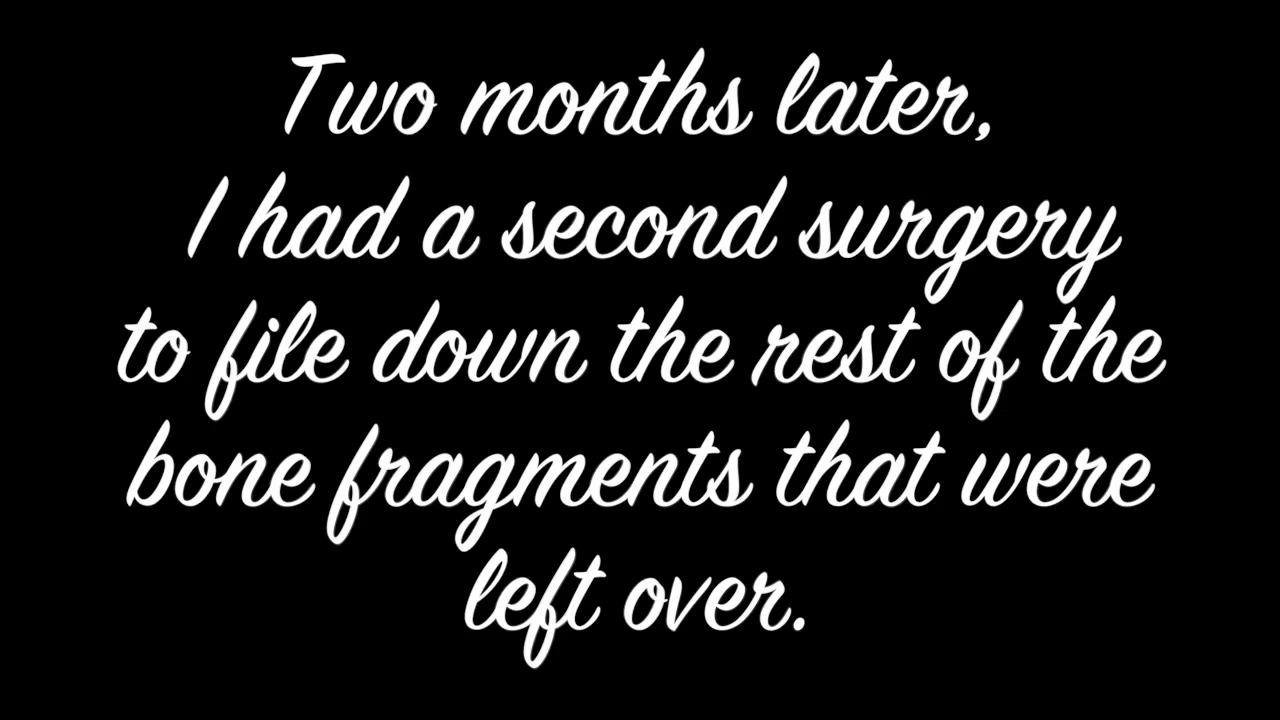 Two months later,
I had a second surgery
to file down the rest of the
bone fragments that were
left over.